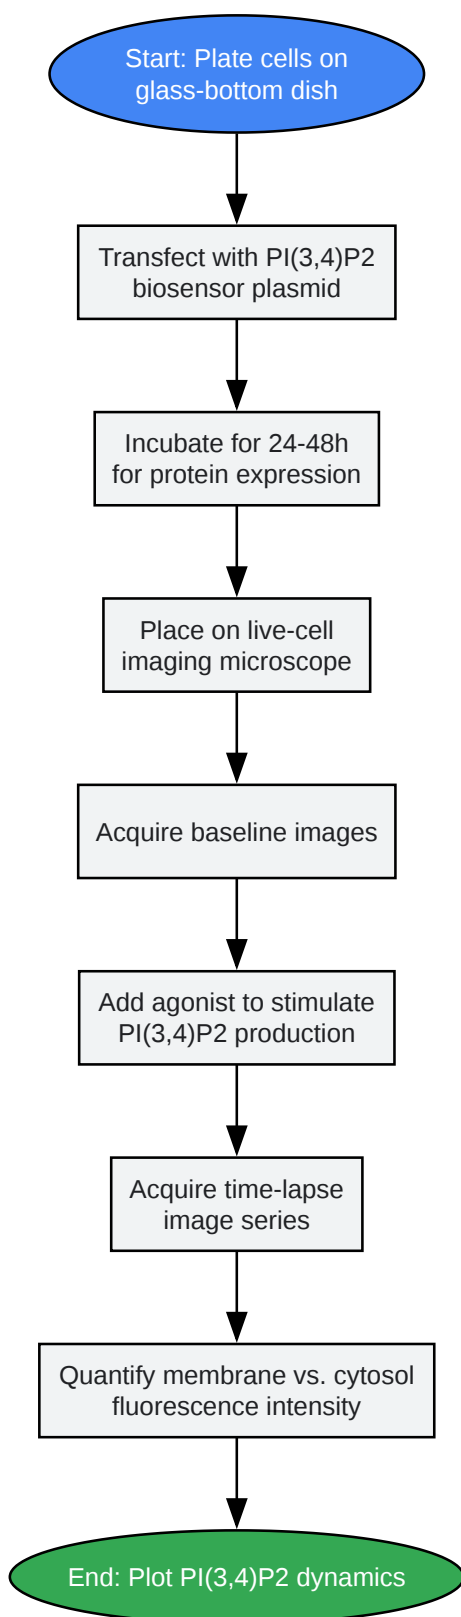 Start: Plate cells on
glass-bottom dish
Transfect with PI(3,4)P2
biosensor plasmid
Incubate for 24-48h
for protein expression
Place on live-cell
imaging microscope
Acquire baseline images
Add agonist to stimulate
PI(3,4)P2 production
Acquire time-lapse
image series
Quantify membrane vs. cytosol
fluorescence intensity
End: Plot PI(3,4)P2 dynamics